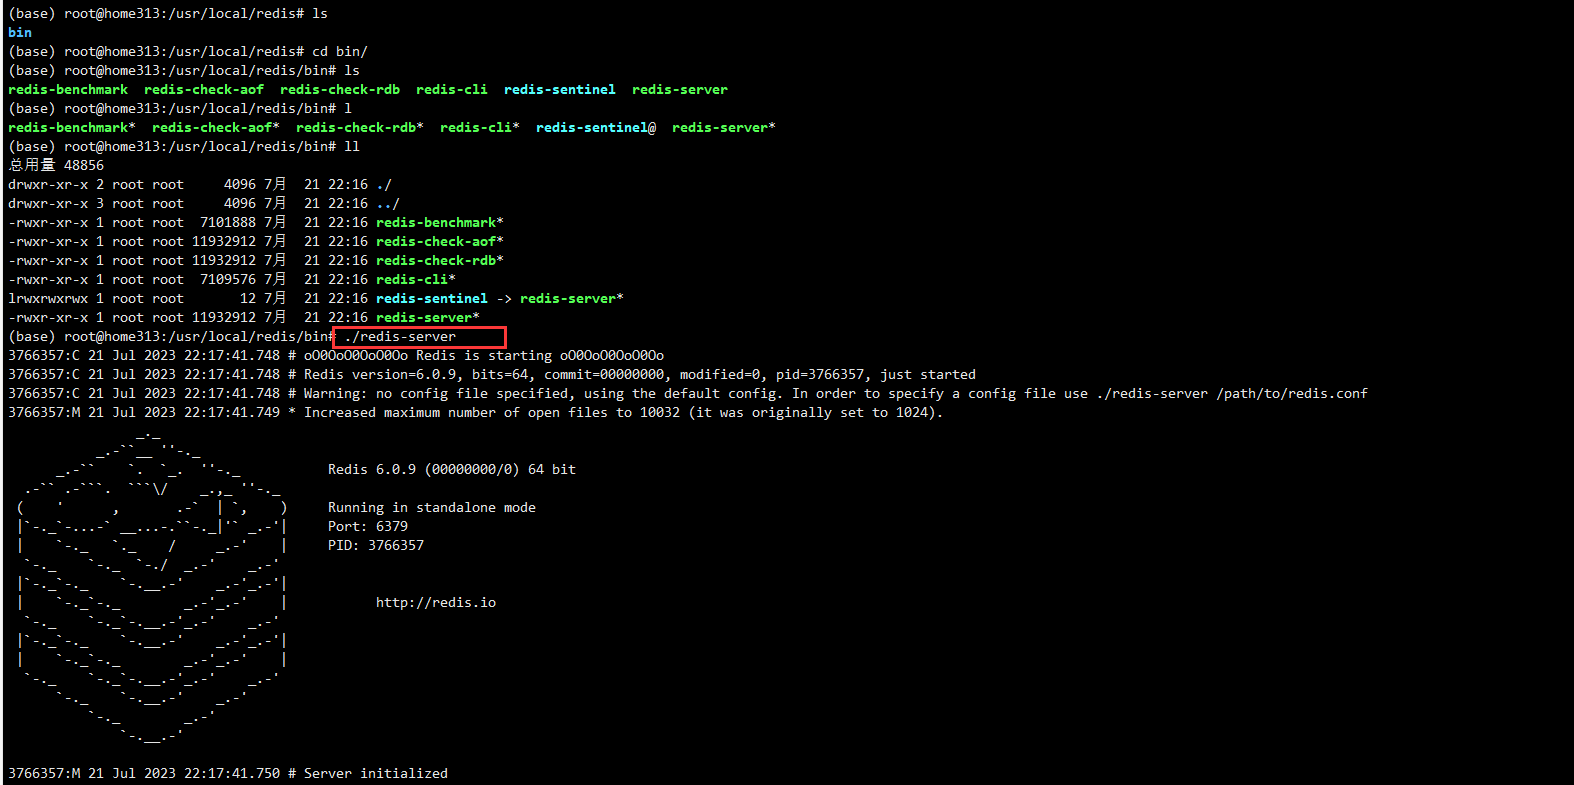 (base) root@home313:/usr/local/redis# ls
bin
(base) root@home313:/usr/local/redis# cd bin/
(base) root@home313:/usr/local/redis/bin# ls
redis-benchmark  redis-check-aof  redis-check-rdb  redis-cli  redis-sentinel  redis-server
(base) root@home313:/usr/local/redis/bin# l
redis-benchmark*  redis-check-aof*  redis-check-rdb*  redis-cli*  redis-sentinel@  redis-server*
(base) root@home313:/usr/local/redis/bin# ll
总用量 48856
drwxr-xr-x 2 root root     4096 7月  21 22:16 ./
drwxr-xr-x 3 root root     4096 7月  21 22:16 ../
-rwxr-xr-x 1 root root  7101888 7月  21 22:16 redis-benchmark*
-rwxr-xr-x 1 root root 11932912 7月  21 22:16 redis-check-aof*
-rwxr-xr-x 1 root root 11932912 7月  21 22:16 redis-check-rdb*
-rwxr-xr-x 1 root root  7109576 7月  21 22:16 redis-cli*
lrwxrwxrwx 1 root root       12 7月  21 22:16 redis-sentinel -> redis-server*
-rwxr-xr-x 1 root root 11932912 7月  21 22:16 redis-server*
(base) root@home313:/usr/local/redis/bin# ./redis-server
3766357:C 21 Jul 2023 22:17:41.748 # oO0OoO0OoO0Oo Redis is starting oO0OoO0OoO0Oo
3766357:C 21 Jul 2023 22:17:41.748 # Redis version=6.0.9, bits=64, commit=00000000, modified=0, pid=3766357, just started
3766357:C 21 Jul 2023 22:17:41.748 # Warning: no config file specified, using the default config. In order to specify a config file use ./redis-server /path/to/redis.conf
3766357:M 21 Jul 2023 22:17:41.749 * Increased maximum number of open files to 10032 (it was originally set to 1024).
Redis 6.0.9 (00000000/0) 64 bit
Running in standalone mode
Port: 6379
PID: 3766357
http://redis.io
3766357:M 21 Jul 2023 22:17:41.750 # Server initialized